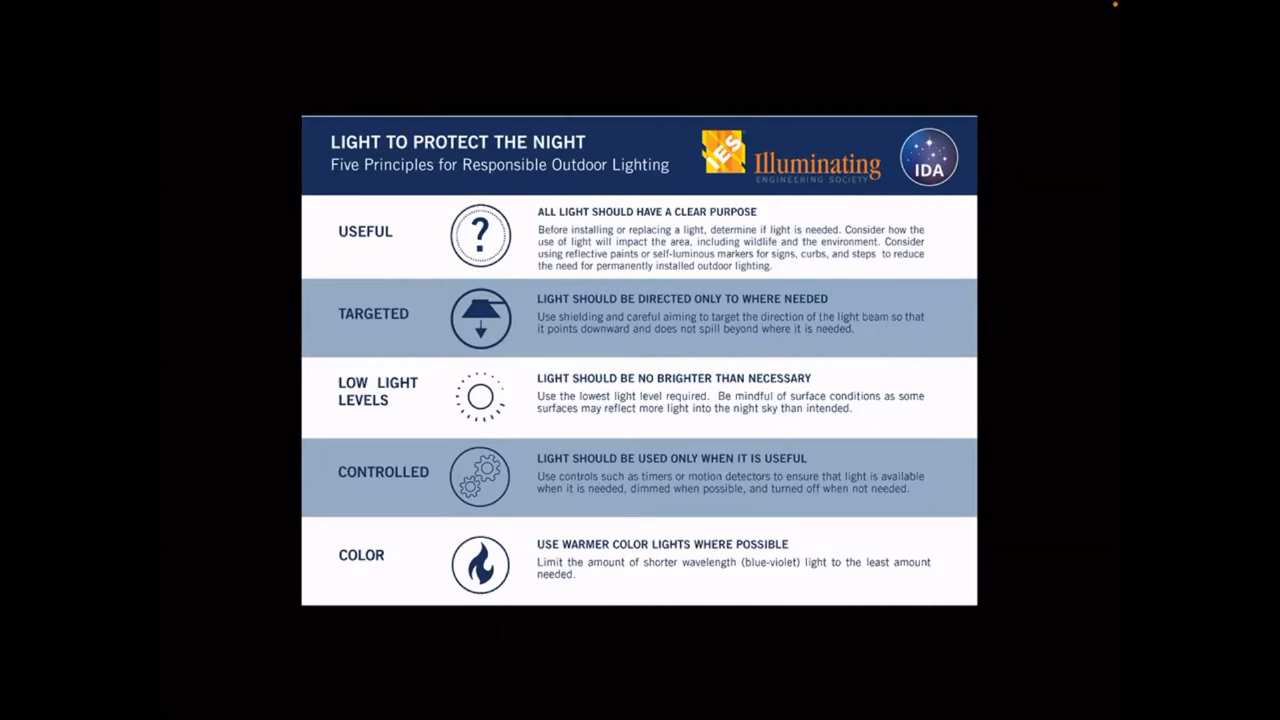 LIGHT TO PROTECT THE NIGHT
Five Principles for Responsible Outdoor Lighting
IES
Illuminating
ENGINEERING SOCIETY
IDA
USEFUL
?
ALL LIGHT SHOULD HAVE A CLEAR PURPOSE
Before installing or replacing a light, determine if light is needed. Consider how the
use of light will impact the area, including wildlife and the environment. Consider
using reflective paints or self-luminous markers for signs, curbs, and steps to reduce
the need for permanently installed outdoor lighting.
TARGETED
LIGHT SHOULD BE DIRECTED ONLY TO WHERE NEEDED
Use shielding and careful aiming to target the direction of the light beam so that
it points downward and does not spill beyond where it is needed.
LOW LIGHT
LEVELS
LIGHT SHOULD BE NO BRIGHTER THAN NECESSARY
Use the lowest light level required. Be mindful of surface conditions as some
surfaces may reflect more light into the night sky than intended.
CONTROLLED
LIGHT SHOULD BE USED ONLY WHEN IT IS USEFUL
Use controls such as timers or motion detectors to ensure that light is available
when it is needed, dimmed when possible, and turned off when not needed.
COLOR
USE WARMER COLOR LIGHTS WHERE POSSIBLE
Limit the amount of shorter wavelength (blue-violet) light to the least amount
needed.